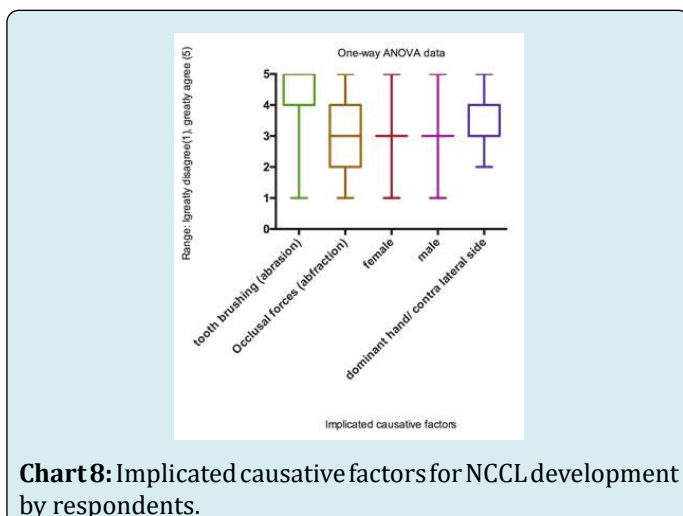 One-way ANOVA data
Range: Igreatly disagree(1), greatly agree (5)
5
4
3
2
1
0
tooth brushing (abrasion)
Occlusal forces (abfraction)
female
male
dominant hand/ contra lateral side
Implicated causative factors
Chart 8: Implicated causative factors for NCCL development
by respondents.